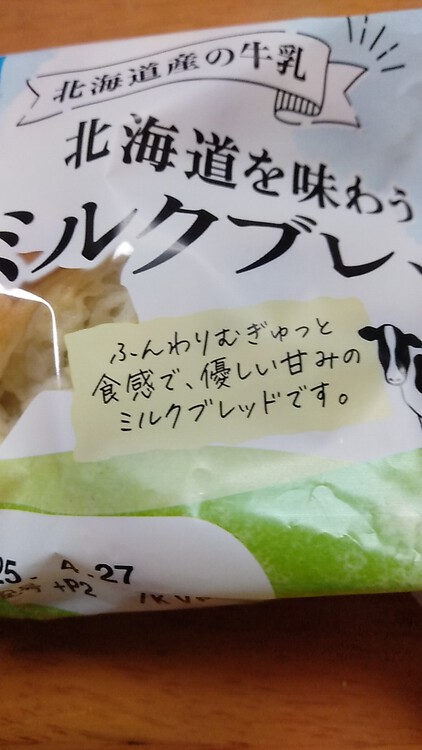 北海道産の牛乳
北海道を味わう
ミルクブレ
ふんわりむぎゅっと
食感で、優しい甘みの
ミルクブレッドです。
25. 4. 27
+P2